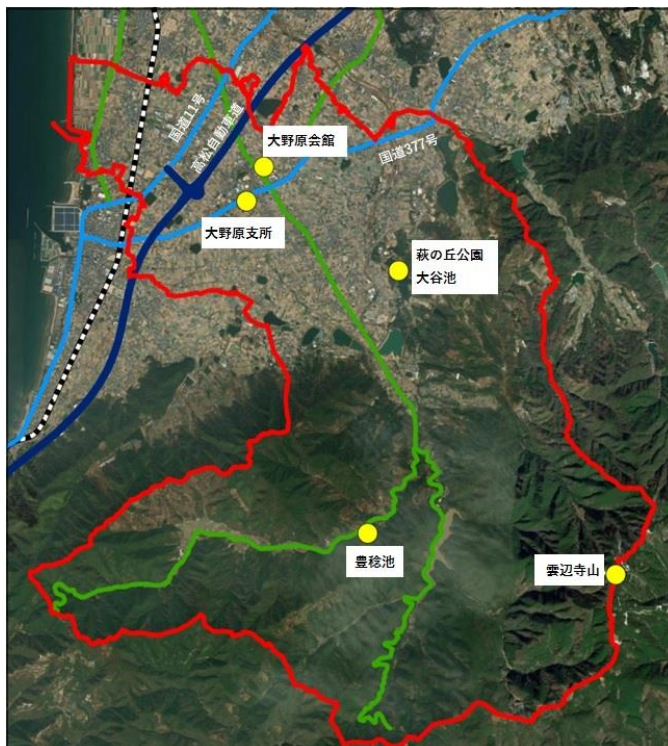 国道11号
高松自動車道
大野原会館
国道377号
大野原支所
萩の丘公園
大谷池
豊稔池
雲辺寺山